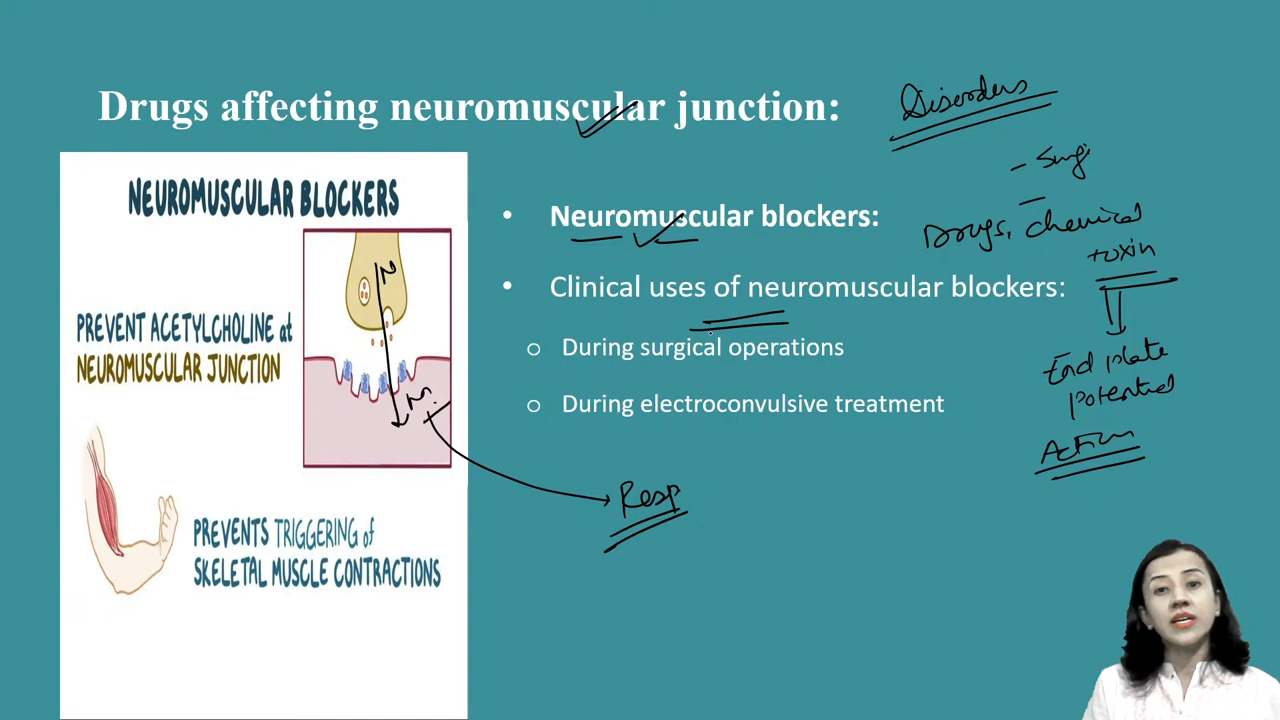 Drugs affecting neuromuscular junction:
Disorders
- Surgi
-
Drugs, chemical
toxin
End plate
potential
Action
NEUROMUSCULAR BLOCKERS
PREVENT ACETYLCHOLINE at
NEUROMUSCULAR JUNCTION
N
M.
PREVENTS TRIGGERING of
SKELETAL MUSCLE CONTRACTIONS
• Neuromuscular blockers:
• Clinical uses of neuromuscular blockers:
o During surgical operations
o During electroconvulsive treatment
Resp